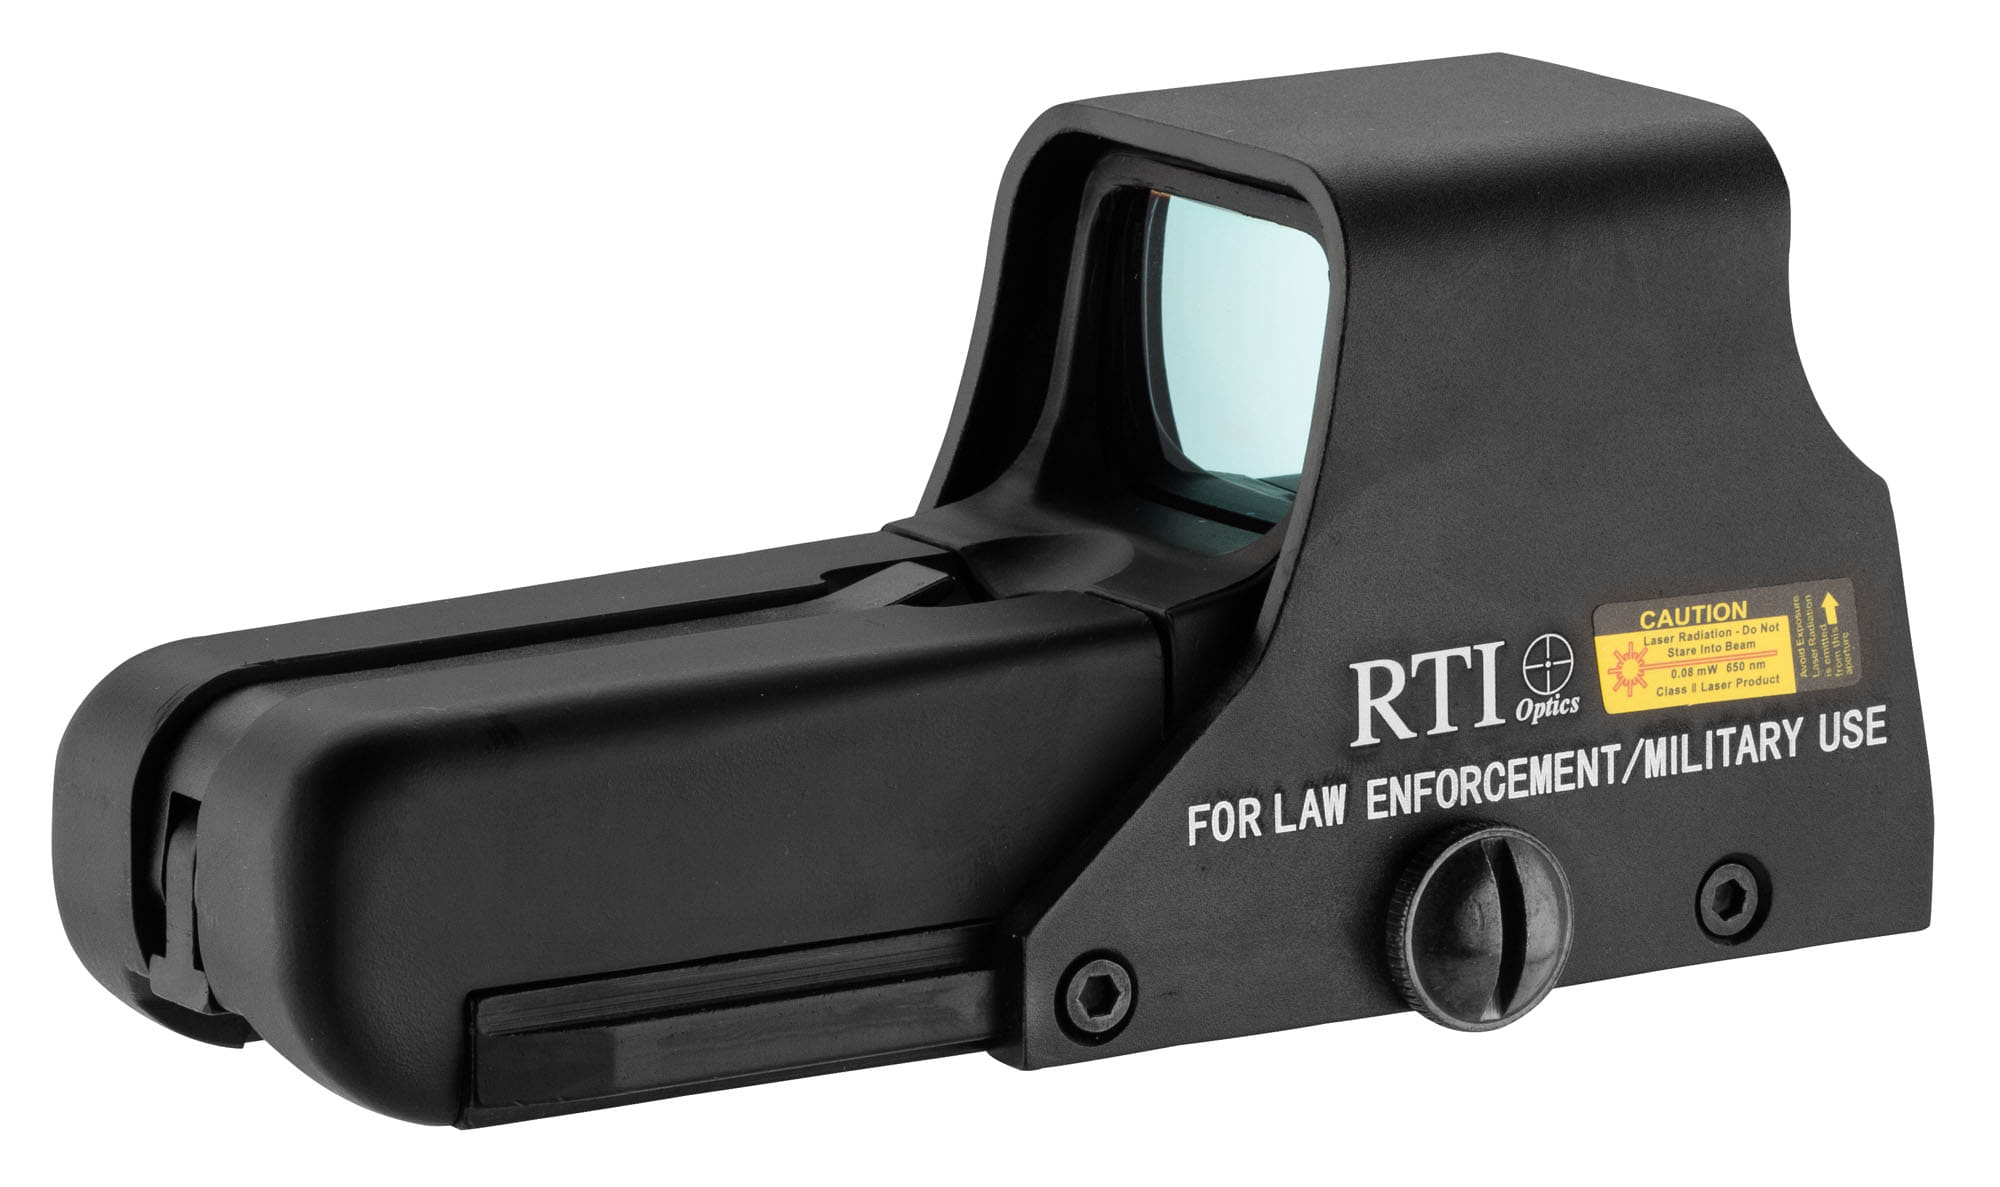 RTI
Optics
CAUTION
Laser Radiation - Do Not
Stare Into Beam
0.08 mW 650 nm
Class II Laser Product
Avoid Exposure
Laser Radiation
is emitted
from this
aperture
FOR LAW ENFORCEMENT/MILITARY USE